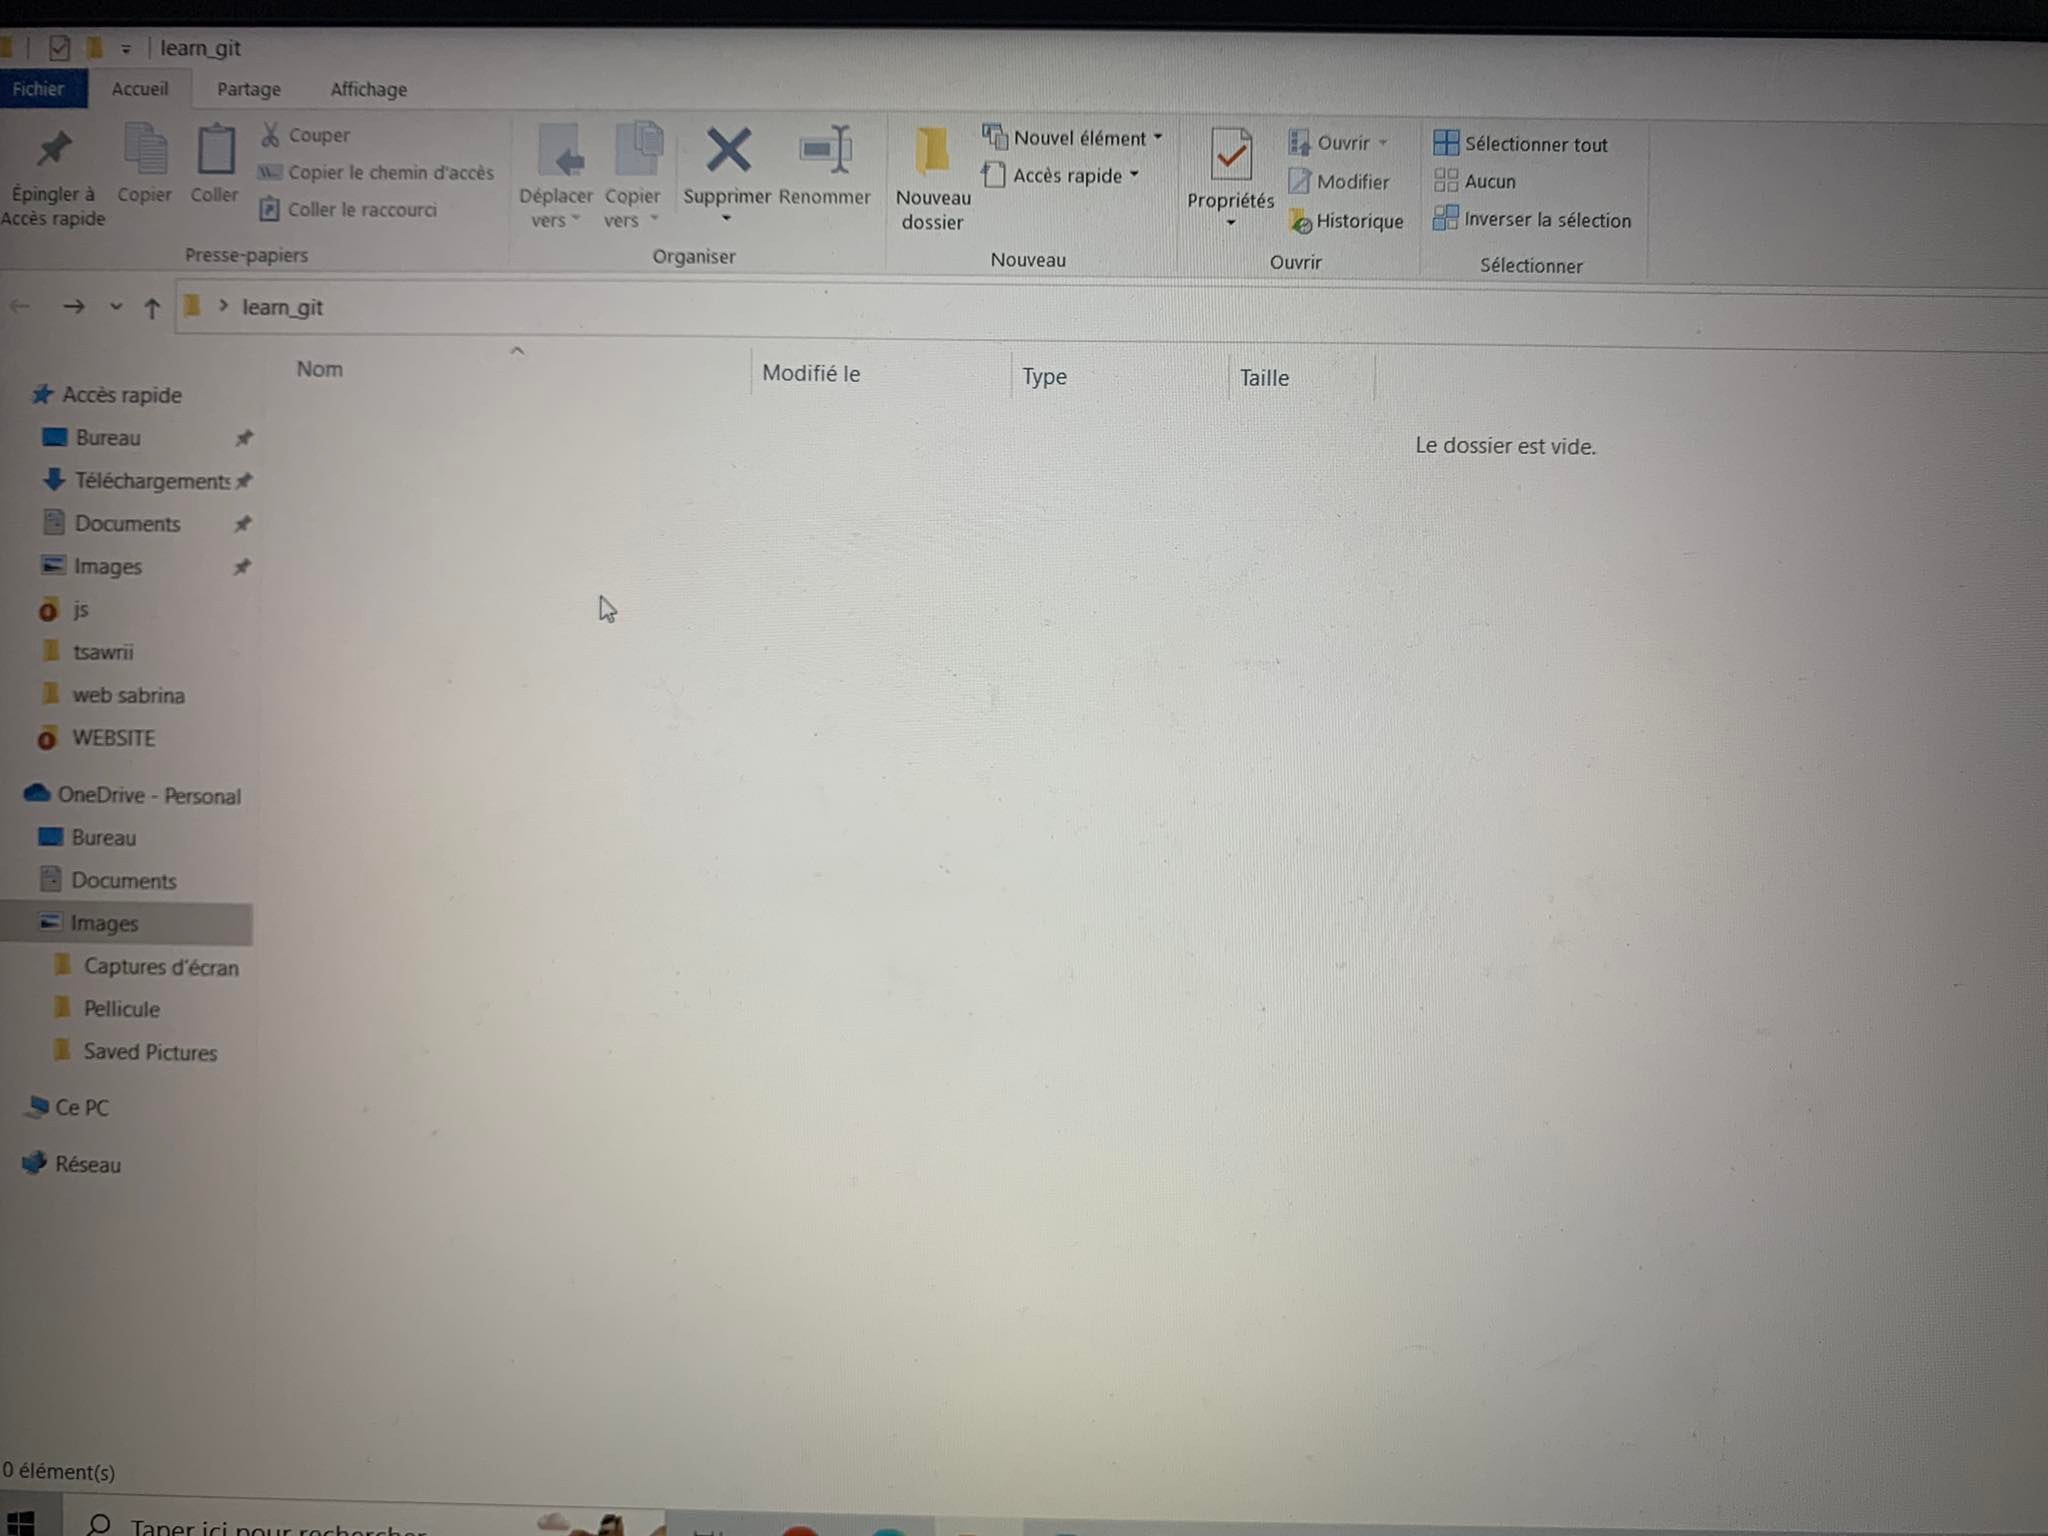 learn_git
Fichier Accueil Partage Affichage
Épingler à Accès rapide
Copier
Coller
Couper
Copier le chemin d'accès
Coller le raccourci
Presse-papiers
Déplacer vers
Copier vers
Supprimer
Renommer
Organiser
Nouveau dossier
Nouvel élément
Accès rapide
Nouveau
Propriétés
Ouvrir
Modifier
Historique
Ouvrir
Sélectionner tout
Aucun
Inverser la sélection
Sélectionner
learn_git
Nom Modifié le Type Taille
Le dossier est vide.
Accès rapide
Bureau
Téléchargements
Documents
Images
js
tsawrii
web sabrina
WEBSITE
OneDrive - Personal
Bureau
Documents
Images
Captures d'écran
Pellicule
Saved Pictures
Ce PC
Réseau
0 élément(s)
Taper ici pour rechercher